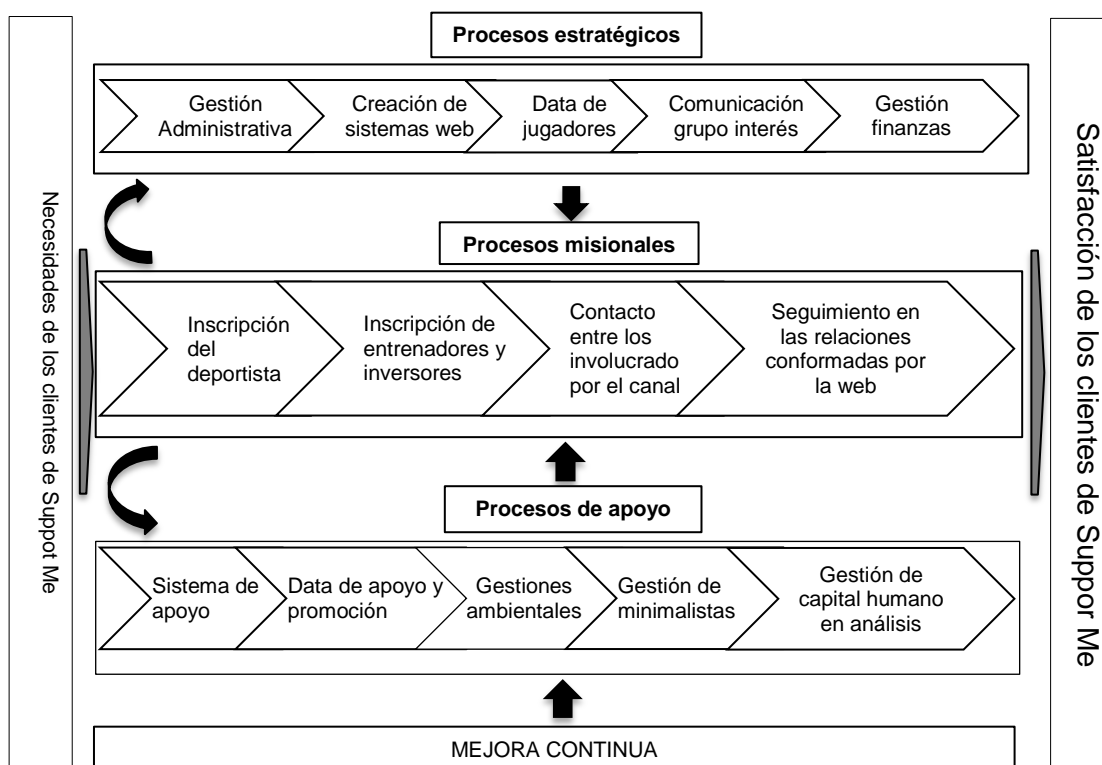 Procesos estratégicos
Gestión
Administrativa
Creación de
sistemas web
Data de
jugadores
Comunicación
grupo interés
Gestión
finanzas
Necesidades de los clientes de Suppot Me
Procesos misionales
Inscripción
del
deportista
Inscripción de
entrenadores y
inversores
Contacto
entre los
involucrado
por el canal
Seguimiento en
las relaciones
conformadas por
la web
Procesos de apoyo
Sistema de
apoyo
Data de apoyo y
promoción
Gestiones
ambientales
Gestión de
minimalistas
Gestión de
capital humano
en análisis
MEJORA CONTINUA
Satisfacción de los clientes de Suppor Me